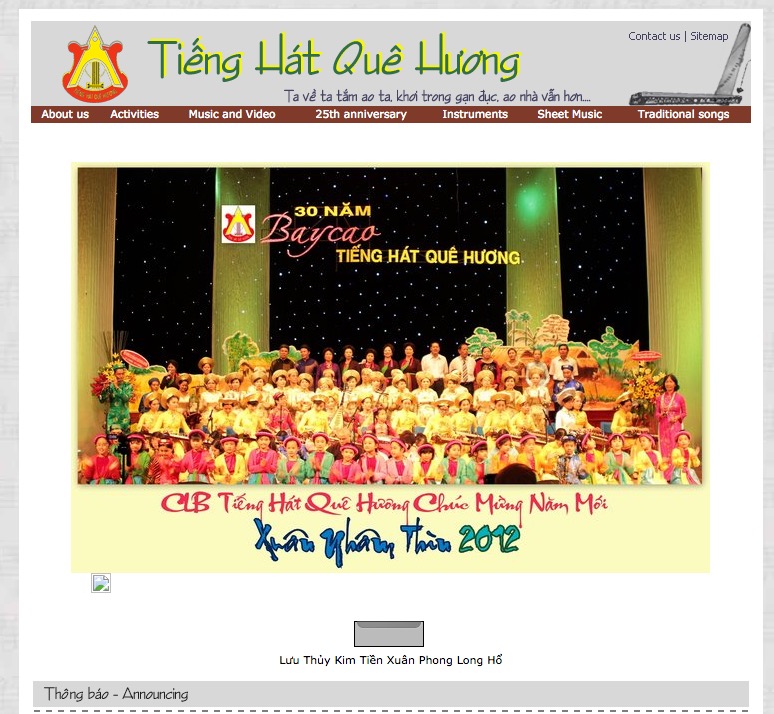 Tiếng Hát Quê Hương
Contact us | Sitemap
Ta về ta tắm ao ta, khơi trong gạn đục, ao nhà vẫn hơn....
About us Activities Music and Video 25th anniversary Instruments Sheet Music Traditional songs
30 NĂM
Baycao
TIẾNG HÁT QUÊ HƯƠNG
CLB Tiếng Hát Quê Hương Chúc Mừng Năm Mới
Xuân Nhâm Thìn 2012
Lưu Thủy Kim Tiền Xuân Phong Long Hổ
Thông báo - Announcing